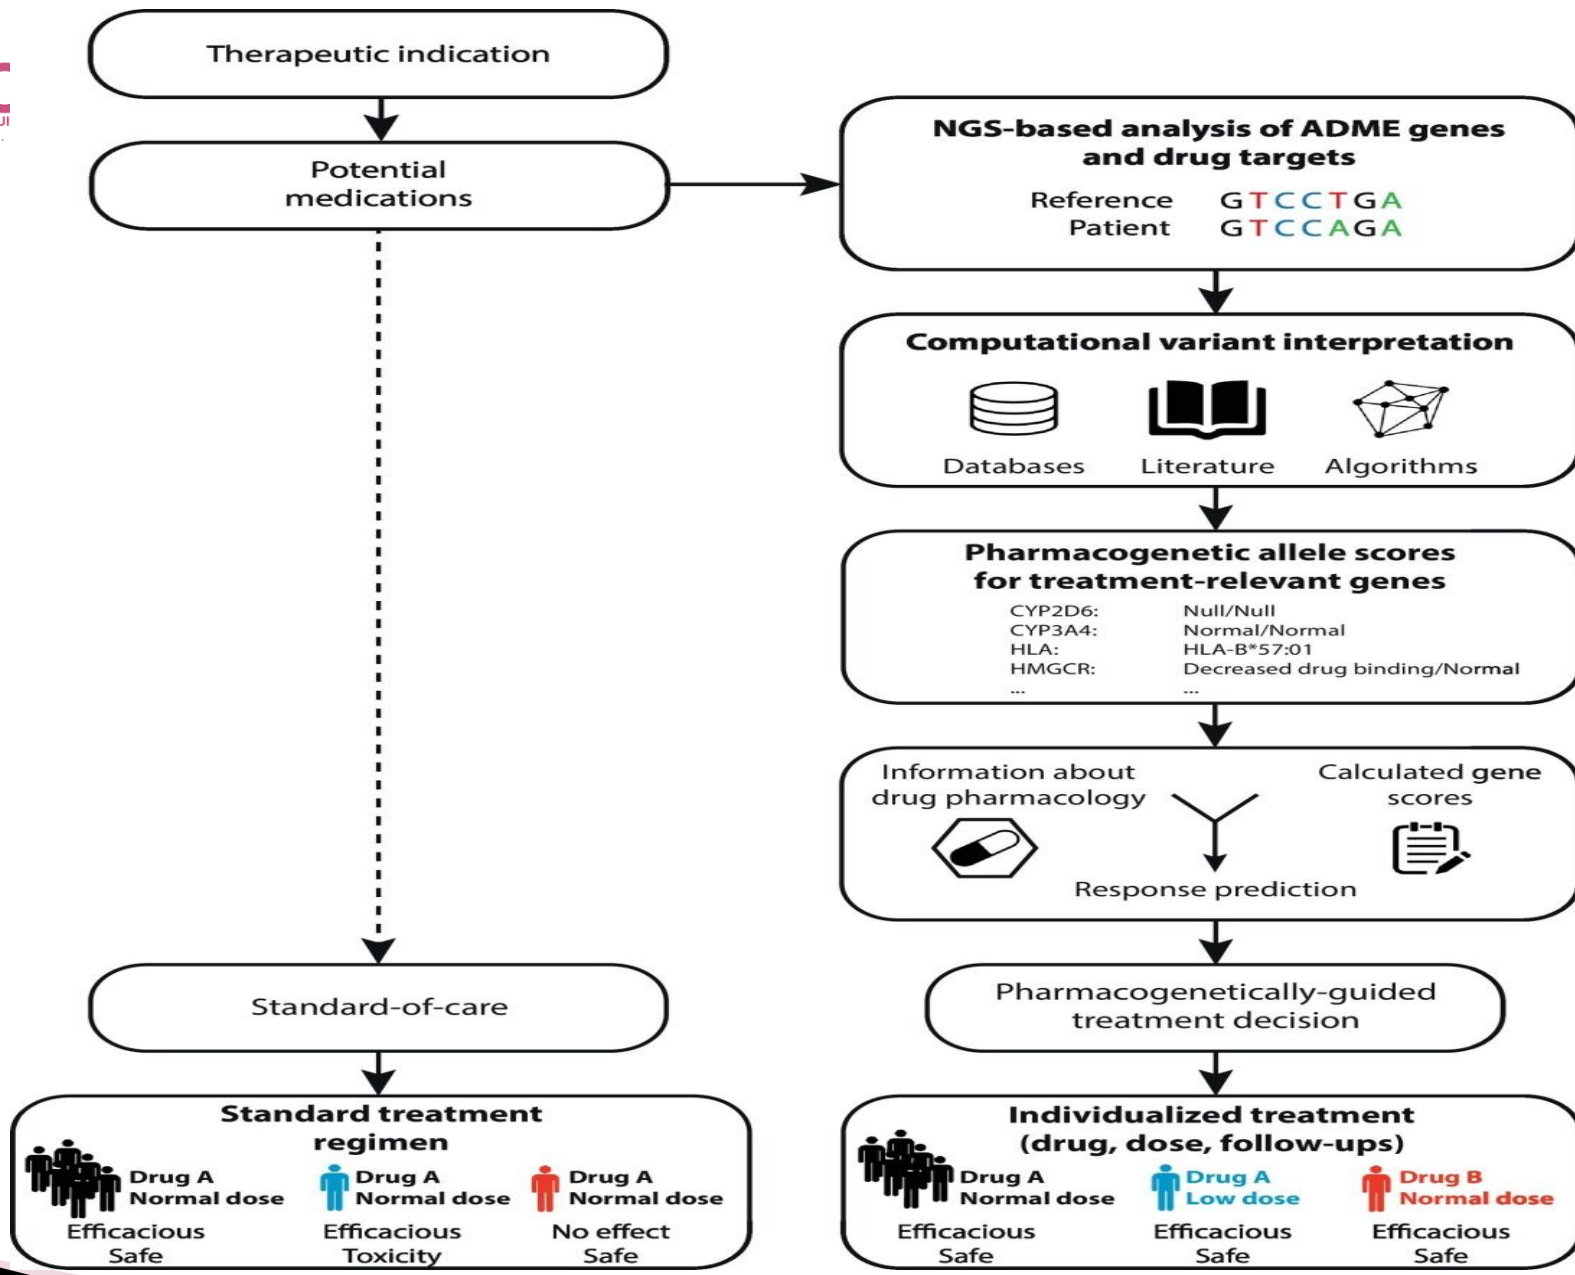 Therapeutic indication
Potential
medications
NGS-based analysis of ADME genes
and drug targets
Reference GTCCTGA
Patient GTCCAGA
Computational variant interpretation
Databases Literature Algorithms
Pharmacogenetic allele scores
for treatment-relevant genes
CYP2D6: Null/Null
CYP3A4: Normal/Normal
HLA: HLA-B*57:01
HMGCR: Decreased drug binding/Normal
... ...
Information about
drug pharmacology
Calculated gene
scores
Response prediction
Standard-of-care
Pharmacogenetically-guided
treatment decision
Standard treatment
regimen
Drug A
Normal dose
Efficacious
Safe
Drug A
Normal dose
Efficacious
Toxicity
Drug A
Normal dose
No effect
Safe
Individualized treatment
(drug, dose, follow-ups)
Drug A
Normal dose
Efficacious
Safe
Drug A
Low dose
Efficacious
Safe
Drug B
Normal dose
Efficacious
Safe